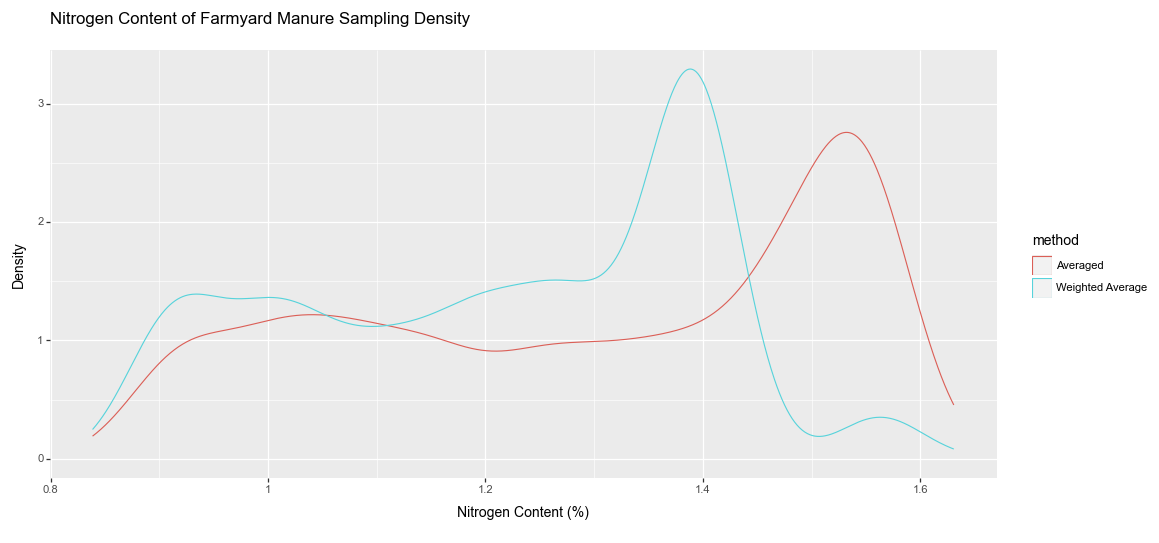 Nitrogen Content of Farmyard Manure Sampling Density
3
2
1
0
Density
0.8 1 1.2 1.4 1.6
Nitrogen Content (%)
method
Averaged
Weighted Average